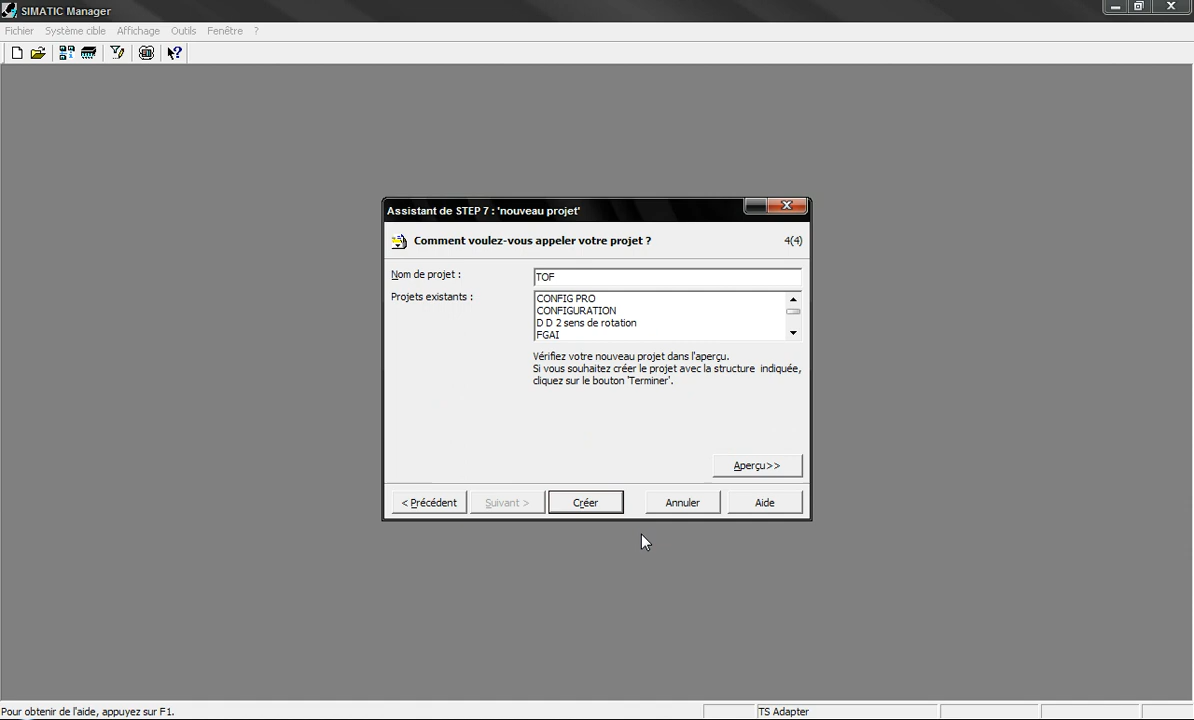 SIMATIC Manager
Fichier Système cible Affichage Outils Fenêtre ?
Assistant de STEP 7 : 'nouveau projet'
Comment voulez-vous appeler votre projet ? 4(4)
Nom de projet : TOF
Projets existants : CONFIG PRO
CONFIGURATION
D D 2 sens de rotation
FGAI
Vérifiez votre nouveau projet dans l'aperçu.
Si vous souhaitez créer le projet avec la structure indiquée,
cliquez sur le bouton 'Terminer'.
Aperçu>>
< Précédent Suivant > Créer Annuler Aide
Pour obtenir de l'aide, appuyez sur F1. TS Adapter